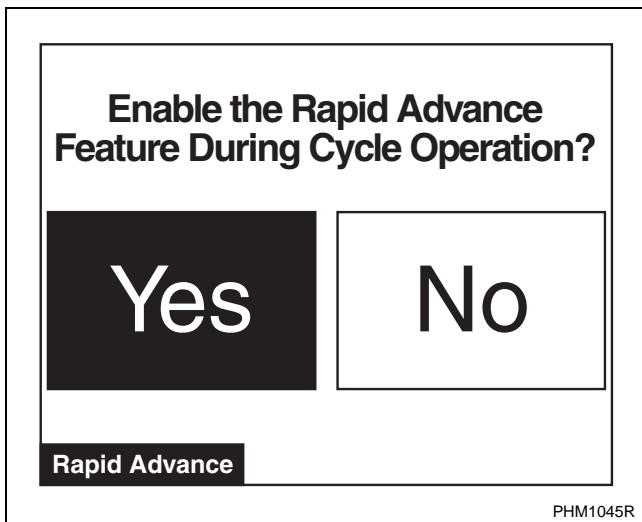 Enable the Rapid Advance
Feature During Cycle Operation?
Yes No
Rapid Advance
PHM1045R